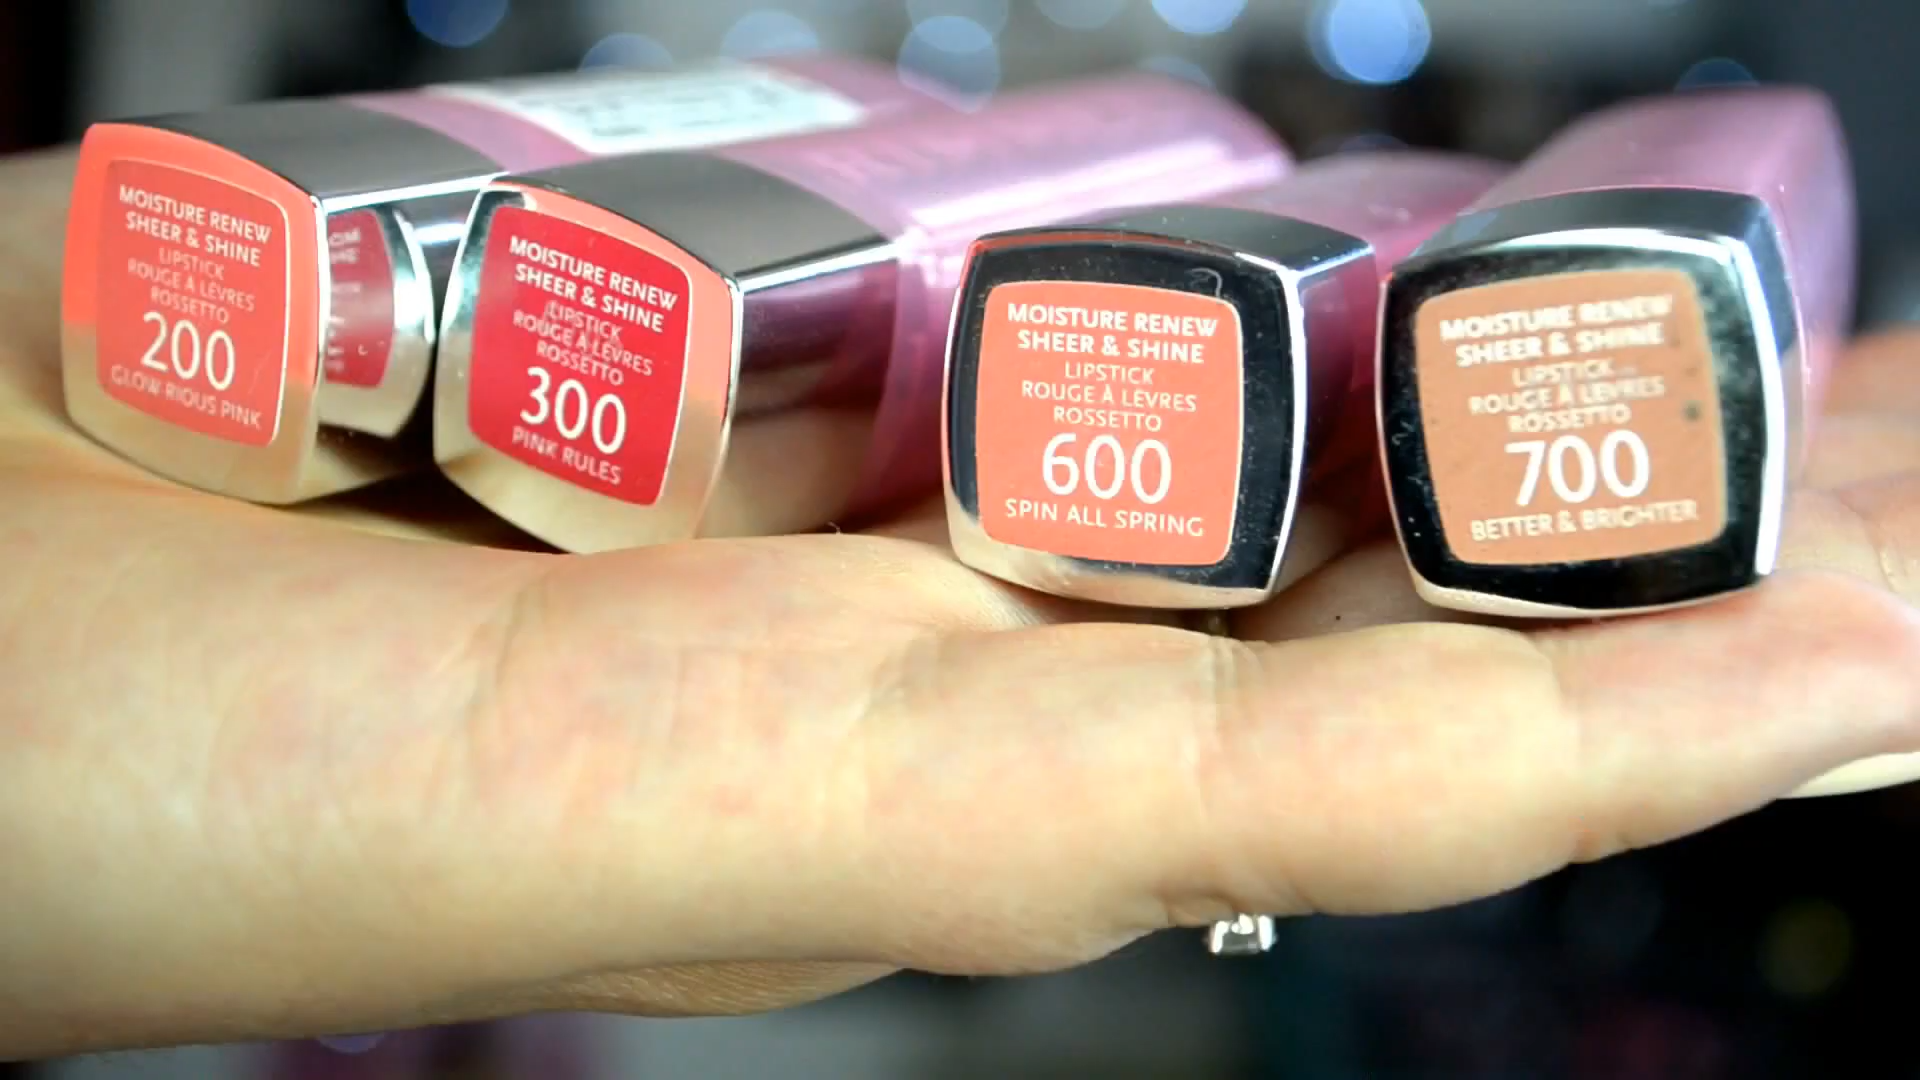 MOISTURE RENEW
SHEER & SHINE
LIPSTICK
ROUGE À LÈVRES
ROSSETTO
200
GLOW-RIOUS PINK
MOISTURE RENEW
SHEER & SHINE
LIPSTICK
ROUGE À LÈVRES
ROSSETTO
300
PINK RULES
MOISTURE RENEW
SHEER & SHINE
LIPSTICK
ROUGE À LÈVRES
ROSSETTO
600
SPIN ALL SPRING
MOISTURE RENEW
SHEER & SHINE
LIPSTICK
ROUGE À LÈVRES
ROSSETTO
700
BETTER & BRIGHTER